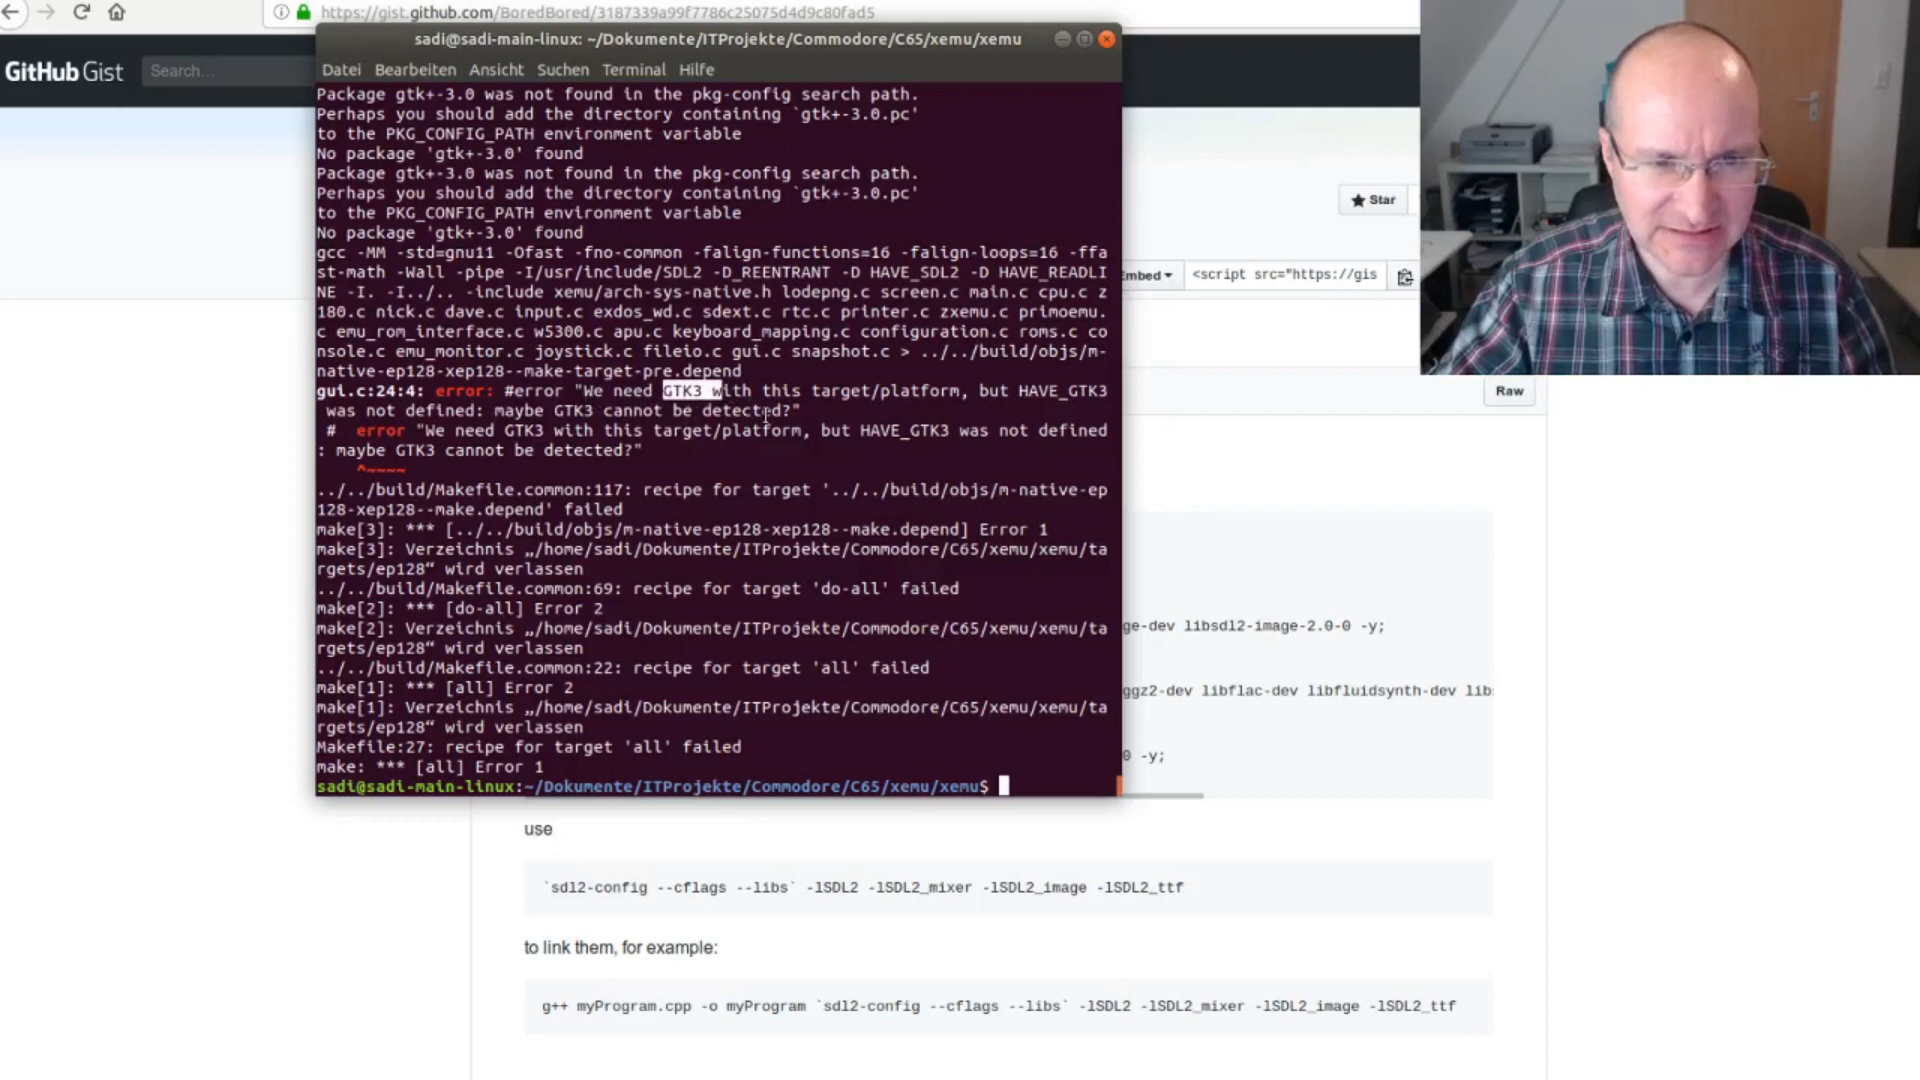 https://gist.github.com/BoredBored/3187339a99f7786c25075d4d9c80fad5
sadi@sadi-main-linux: ~/Dokumente/ITProjekte/Commodore/C65/xemu/xemu
GitHub Gist
Search...
Datei Bearbeiten Ansicht Suchen Terminal Hilfe
Package gtk+-3.0 was not found in the pkg-config search path.
Perhaps you should add the directory containing `gtk+-3.0.pc'
to the PKG_CONFIG_PATH environment variable
No package 'gtk+-3.0' found
Package gtk+-3.0 was not found in the pkg-config search path.
Perhaps you should add the directory containing `gtk+-3.0.pc'
to the PKG_CONFIG_PATH environment variable
No package 'gtk+-3.0' found
gcc -MM -std=gnu11 -Ofast -fno-common -falign-functions=16 -falign-loops=16 -ffa
st-math -Wall -pipe -I/usr/include/SDL2 -D_REENTRANT -D HAVE_SDL2 -D HAVE_READLI
NE -I. -I../.. -include xemu/arch-sys-native.h lodepng.c screen.c main.c cpu.c z
180.c nick.c dave.c input.c exdos_wd.c sdext.c rtc.c printer.c zxemu.c primoemu.
c emu_rom_interface.c w5300.c apu.c keyboard_mapping.c configuration.c roms.c co
nsole.c emu_monitor.c joystick.c fileio.c gui.c snapshot.c > ../../build/objs/m-
native-ep128-xep128--make-target-pre.depend
gui.c:24:4: error: #error "We need GTK3 with this target/platform, but HAVE_GTK3
was not defined: maybe GTK3 cannot be detected?"
# error "We need GTK3 with this target/platform, but HAVE_GTK3 was not defined
: maybe GTK3 cannot be detected?"
^~~~~
../../build/Makefile.common:117: recipe for target '../../build/objs/m-native-ep
128-xep128--make.depend' failed
make[3]: *** [../../build/objs/m-native-ep128-xep128--make.depend] Error 1
make[3]: Verzeichnis „/home/sadi/Dokumente/ITProjekte/Commodore/C65/xemu/xemu/ta
rgets/ep128“ wird verlassen
../../build/Makefile.common:69: recipe for target 'do-all' failed
make[2]: *** [do-all] Error 2
make[2]: Verzeichnis „/home/sadi/Dokumente/ITProjekte/Commodore/C65/xemu/xemu/ta
rgets/ep128“ wird verlassen
../../build/Makefile.common:22: recipe for target 'all' failed
make[1]: *** [all] Error 2
make[1]: Verzeichnis „/home/sadi/Dokumente/ITProjekte/Commodore/C65/xemu/xemu/ta
rgets/ep128“ wird verlassen
Makefile:27: recipe for target 'all' failed
make: *** [all] Error 1
sadi@sadi-main-linux:~/Dokumente/ITProjekte/Commodore/C65/xemu/xemu$
Star
Embed
<script src="https://gis
Raw
ge-dev libsdl2-image-2.0-0 -y;
ggz2-dev libflac-dev libfluidsynth-dev lib
0 -y;
use
`sdl2-config --cflags --libs` -lSDL2 -lSDL2_mixer -lSDL2_image -lSDL2_ttf
to link them, for example:
g++ myProgram.cpp -o myProgram `sdl2-config --cflags --libs` -lSDL2 -lSDL2_mixer -lSDL2_image -lSDL2_ttf